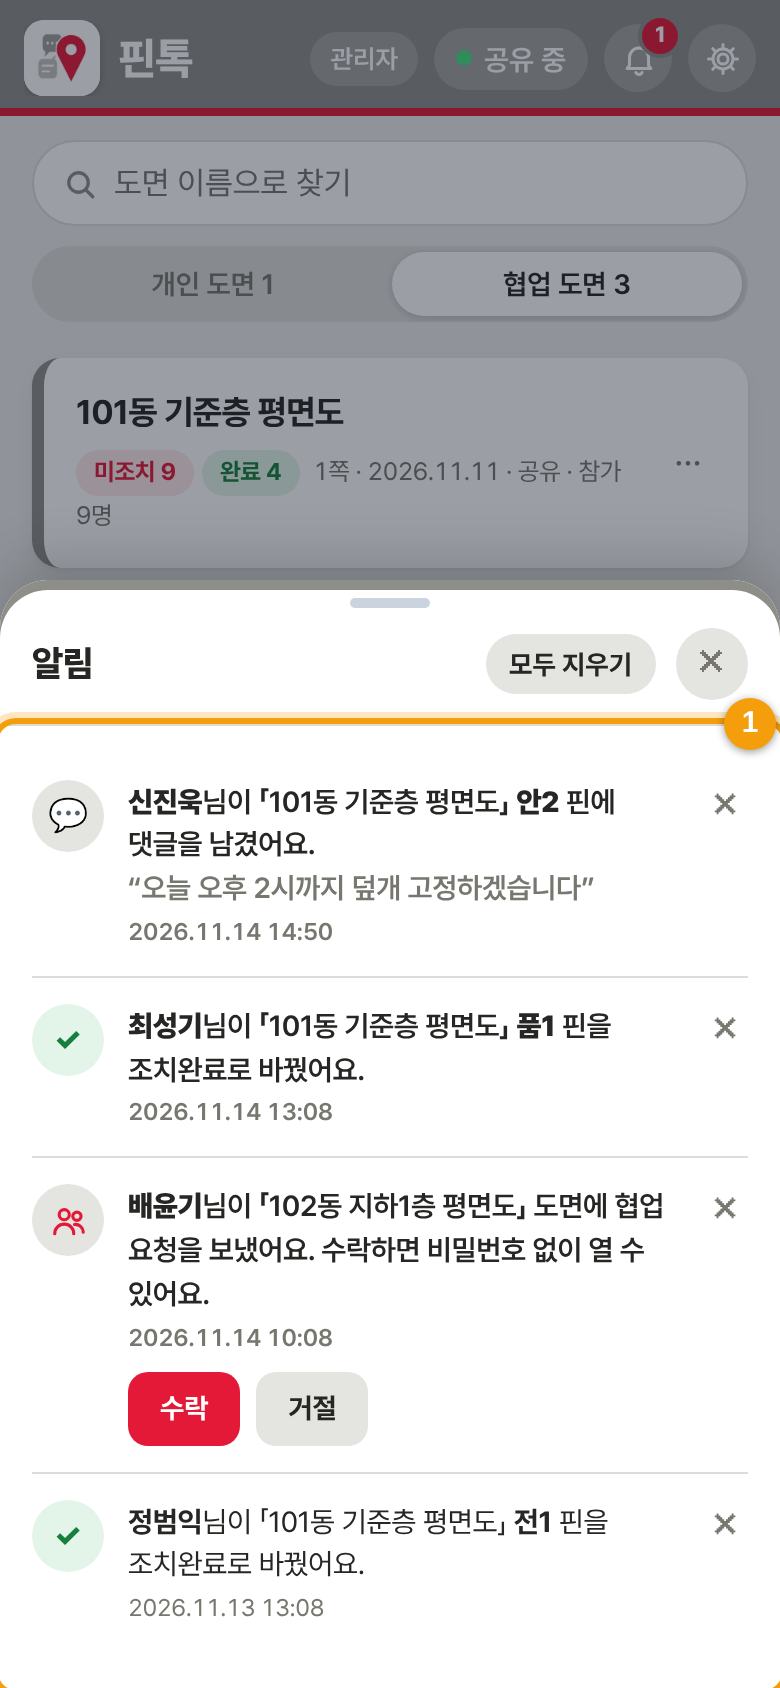 핀톡
관리자
공유 중
1
도면 이름으로 찾기
개인 도면 1
협업 도면 3
101동 기준층 평면도
미조치 9
완료 4
1쪽 · 2026.11.11 · 공유 · 참가
9명
알림
모두 지우기
1
신진욱님이 「101동 기준층 평면도」 안2 핀에
댓글을 남겼어요.
“오늘 오후 2시까지 덮개 고정하겠습니다”
2026.11.14 14:50
최성기님이 「101동 기준층 평면도」 품1 핀을
조치완료로 바꿨어요.
2026.11.14 13:08
배윤기님이 「102동 지하1층 평면도」 도면에 협업
요청을 보냈어요. 수락하면 비밀번호 없이 열 수
있어요.
2026.11.14 10:08
수락
거절
정범익님이 「101동 기준층 평면도」 전1 핀을
조치완료로 바꿨어요.
2026.11.13 13:08